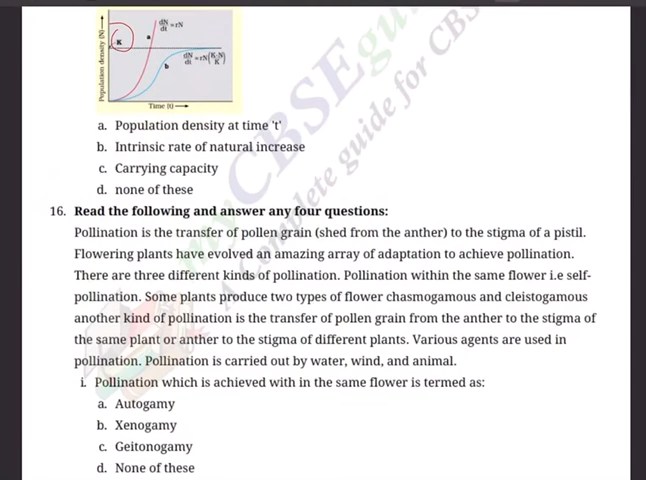 dN/dt = rN
K
a
dN/dt = rN(K-N/K)
b
Population density (N)
Time (t)
a. Population density at time 't'
b. Intrinsic rate of natural increase
c. Carrying capacity
d. none of these
16. Read the following and answer any four questions:
Pollination is the transfer of pollen grain (shed from the anther) to the stigma of a pistil.
Flowering plants have evolved an amazing array of adaptation to achieve pollination.
There are three different kinds of pollination. Pollination within the same flower i.e self-
pollination. Some plants produce two types of flower chasmogamous and cleistogamous
another kind of pollination is the transfer of pollen grain from the anther to the stigma of
the same plant or anther to the stigma of different plants. Various agents are used in
pollination. Pollination is carried out by water, wind, and animal.
i. Pollination which is achieved with in the same flower is termed as:
a. Autogamy
b. Xenogamy
c. Geitonogamy
d. None of these
myCBSEgu
A Complete guide for CBS